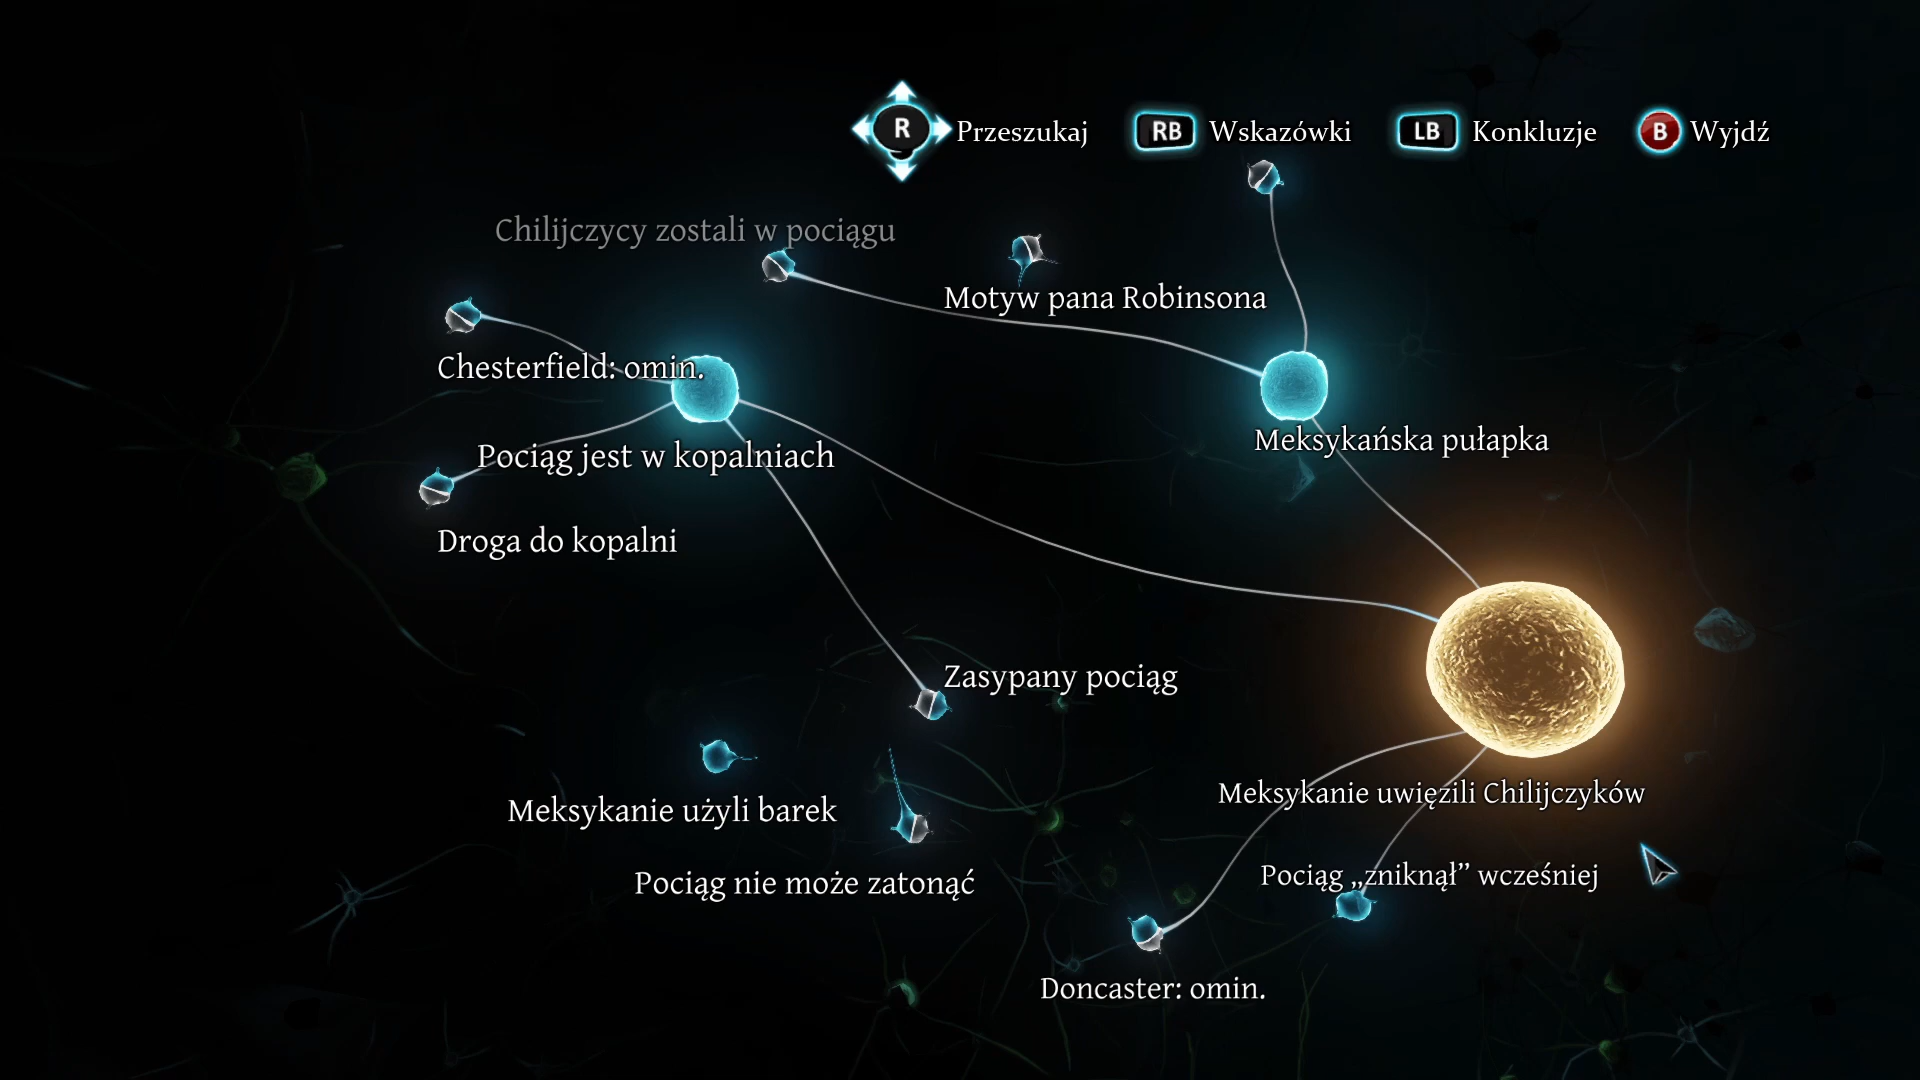 R Przeszukaj RB Wskazówki LB Konkluzje B Wyjdź
Chilijczycy zostali w pociągu
Motyw pana Robinsona
Chesterfield: omin.
Meksykańska pułapka
Pociąg jest w kopalniach
Droga do kopalni
Zasypany pociąg
Meksykanie uwięzili Chilijczyków
Meksykanie użyli barek
Pociąg „zniknął” wcześniej
Pociąg nie może zatonąć
Doncaster: omin.